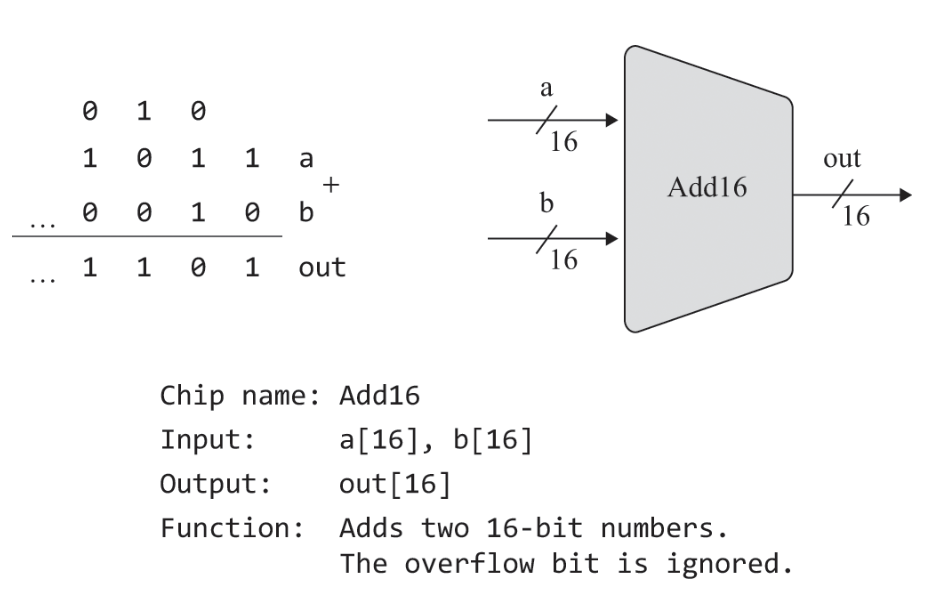 0 1 0
1 0 1 1 a
+
... 0 0 1 0 b
... 1 1 0 1 out
a
16
b
16
Add16
out
16
Chip name: Add16
Input: a[16], b[16]
Output: out[16]
Function: Adds two 16-bit numbers.
The overflow bit is ignored.